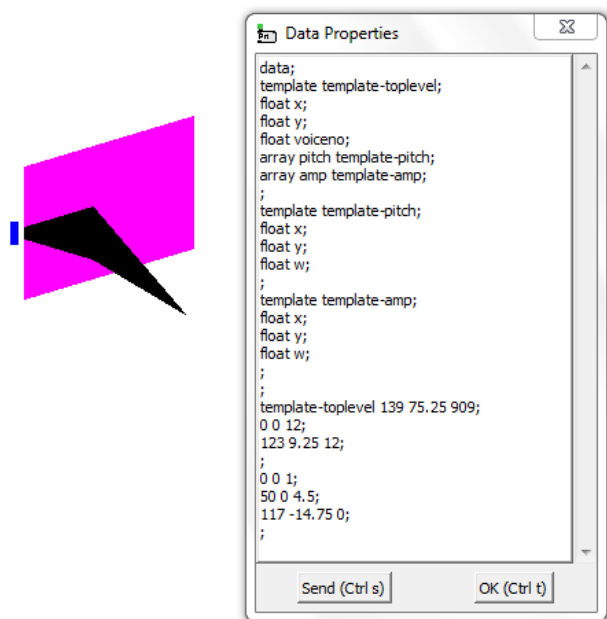 Data Properties
data;
template template-toplevel;
float x;
float y;
float voiceno;
array pitch template-pitch;
array amp template-amp;
;
template template-pitch;
float x;
float y;
float w;
;
template template-amp;
float x;
float y;
float w;
;
;
template-toplevel 139 75.25 909;
0 0 12;
123 9.25 12;
;
0 0 1;
50 0 4.5;
117 -14.75 0;
;
Send (Ctrl s) OK (Ctrl t)